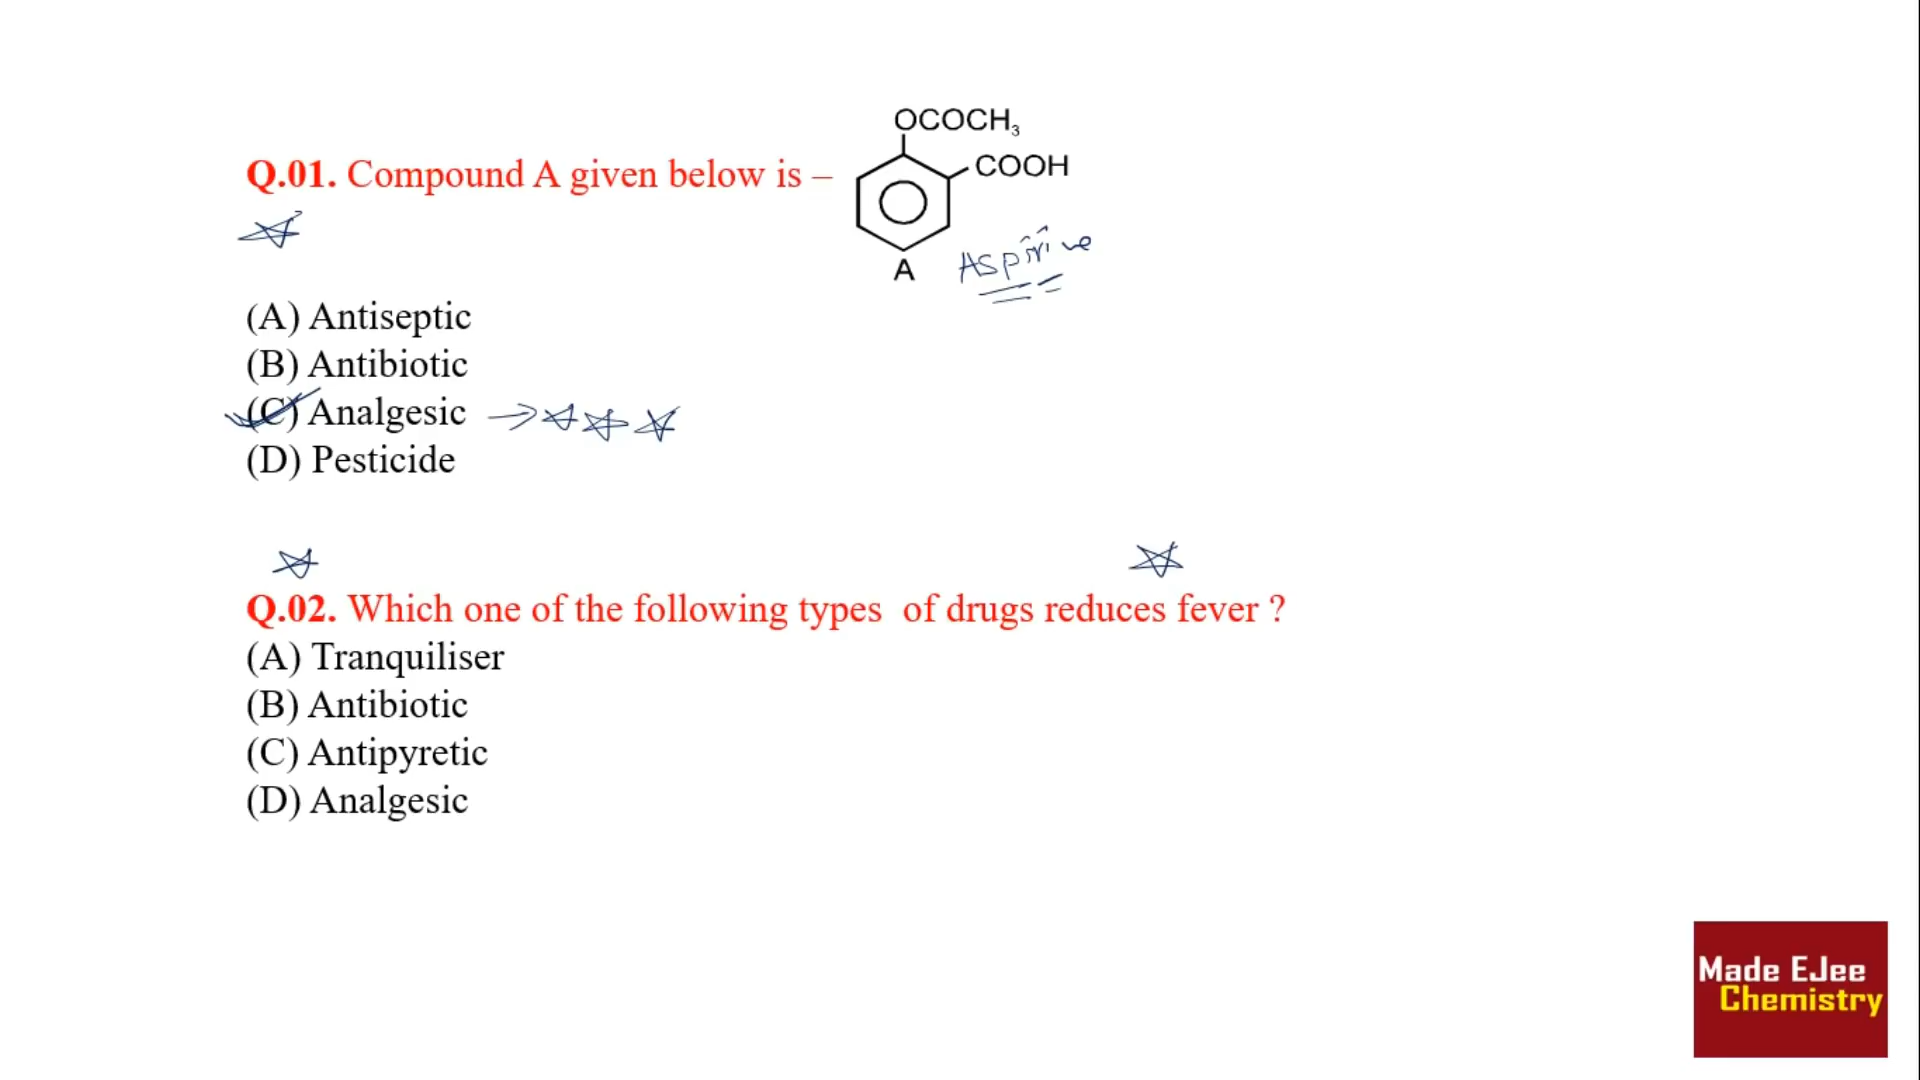 OCOCH₃
COOH
Q.01. Compound A given below is –
A
Aspirine
(A) Antiseptic
(B) Antibiotic
(C) Analgesic
(D) Pesticide
Q.02. Which one of the following types of drugs reduces fever ?
(A) Tranquiliser
(B) Antibiotic
(C) Antipyretic
(D) Analgesic
Made EJee
Chemistry